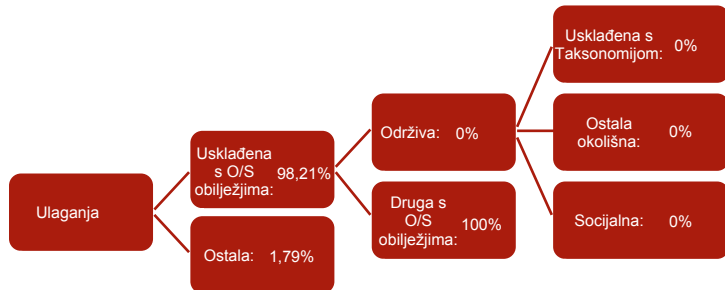 Ulaganja
Usklađena
s O/S
obilježjima: 98,21%
Ostala: 1,79%
Održiva: 0%
Druga s
O/S
obilježjima: 100%
Usklađena s
Taksonomijom: 0%
Ostala
okolišna: 0%
Socijalna: 0%